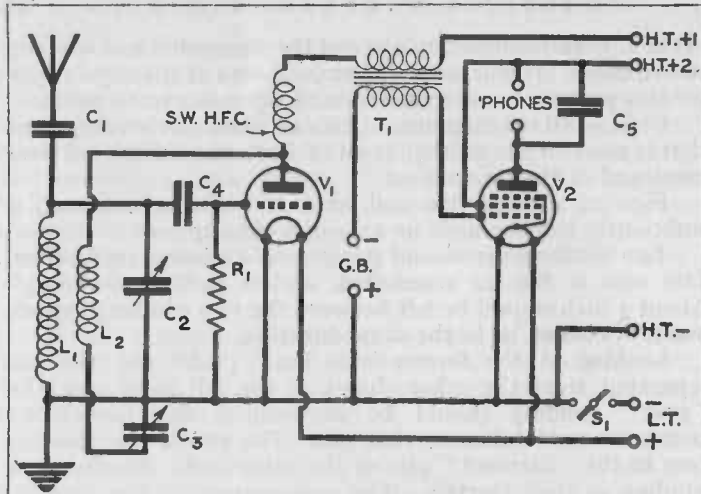 H.T.+1
H.T.+2
C1
S.W. H.F.C.
T1
'PHONES
C5
C4
V1
V2
R1
G.B.
-
+
C2
L1
L2
H.T.-
C3
S1
L.T.
-
+